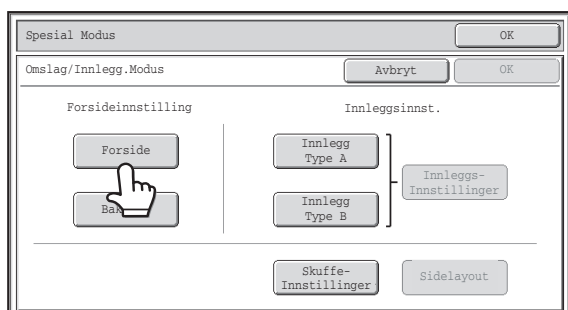 Spesial Modus
OK
Omslag/Innlegg.Modus
Avbryt
OK
Forsideinnstilling
Innleggsinnst.
Forside
Innlegg
Type A
Innleggs-
Innstillinger
Innlegg
Type B
Skuffe-
Innstillinger
Sidelayout